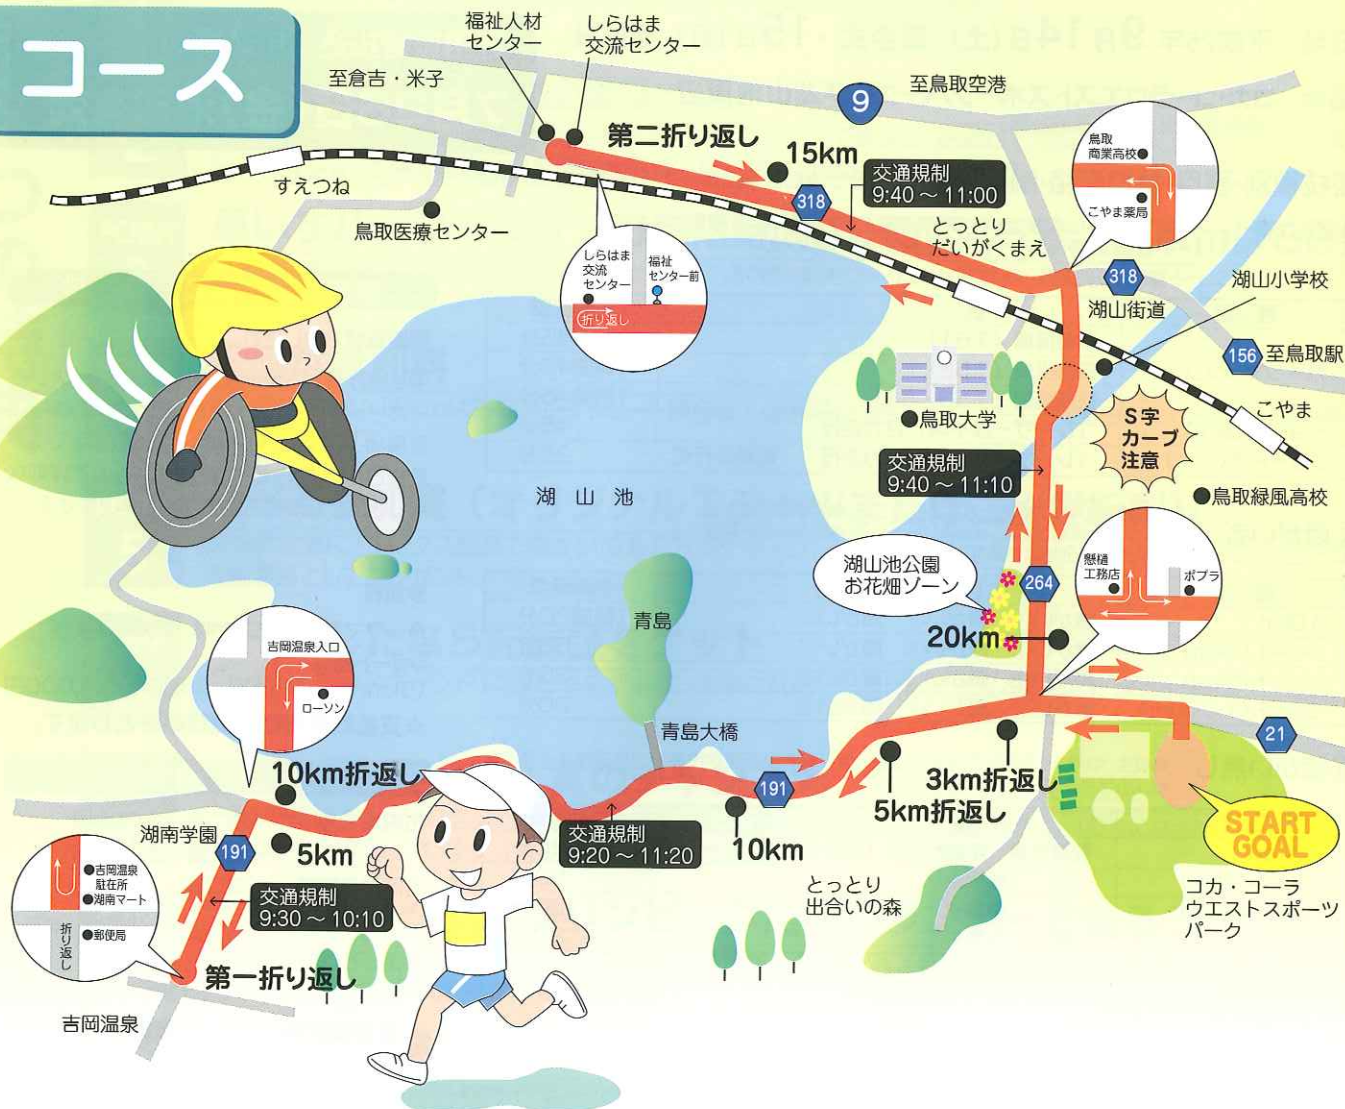 コース
福祉人材
センター
しらはま
交流センター
至倉吉・米子
9
至鳥取空港
第二折り返し
15km
交通規制
9:40～11:00
318
鳥取
商業高校
こやま薬局
すえつね
鳥取医療センター
とっとり
だいがくまえ
しらはま
交流
センター
福祉
センター前
折り返し
318
湖山街道
湖山小学校
156
至鳥取駅
こやま
鳥取大学
S字
カーブ
注意
交通規制
9:40～11:10
鳥取緑風高校
湖山池
湖山池公園
お花畑ゾーン
264
懸樋
工務店
ポプラ
青島
20km
吉岡温泉入口
ローソン
青島大橋
21
10km折返し
191
3km折返し
5km折返し
START
GOAL
湖南学園
191
5km
交通規制
9:20～11:20
10km
吉岡温泉
駐在所
湖南マート
郵便局
折り返し
交通規制
9:30～10:10
とっとり
出合いの森
コカ・コーラ
ウエストスポーツ
パーク
第一折り返し
吉岡温泉